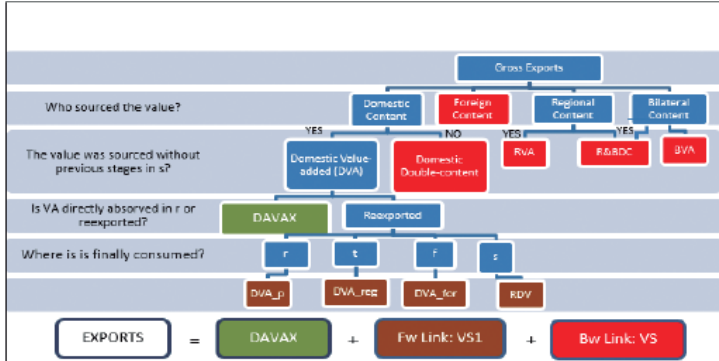 Gross Exports
Who sourced the value?
Domestic
Content
Foreign
Content
Regional
Content
Bilateral
Content
YES
NO
YES
YES
The value was sourced without
previous stages in s?
Domestic Value-
added (DVA)
Domestic
Double-content
RVA
R&BDC
BVA
Is VA directly absored in r or
reexported?
DAVAX
Reexported
Where is is finally consumed?
r
t
f
s
DVA_p
DVA_reg
DVA_for
RDV
EXPORTS = DAVAX + Fw Link: VS1 + Bw Link: VS